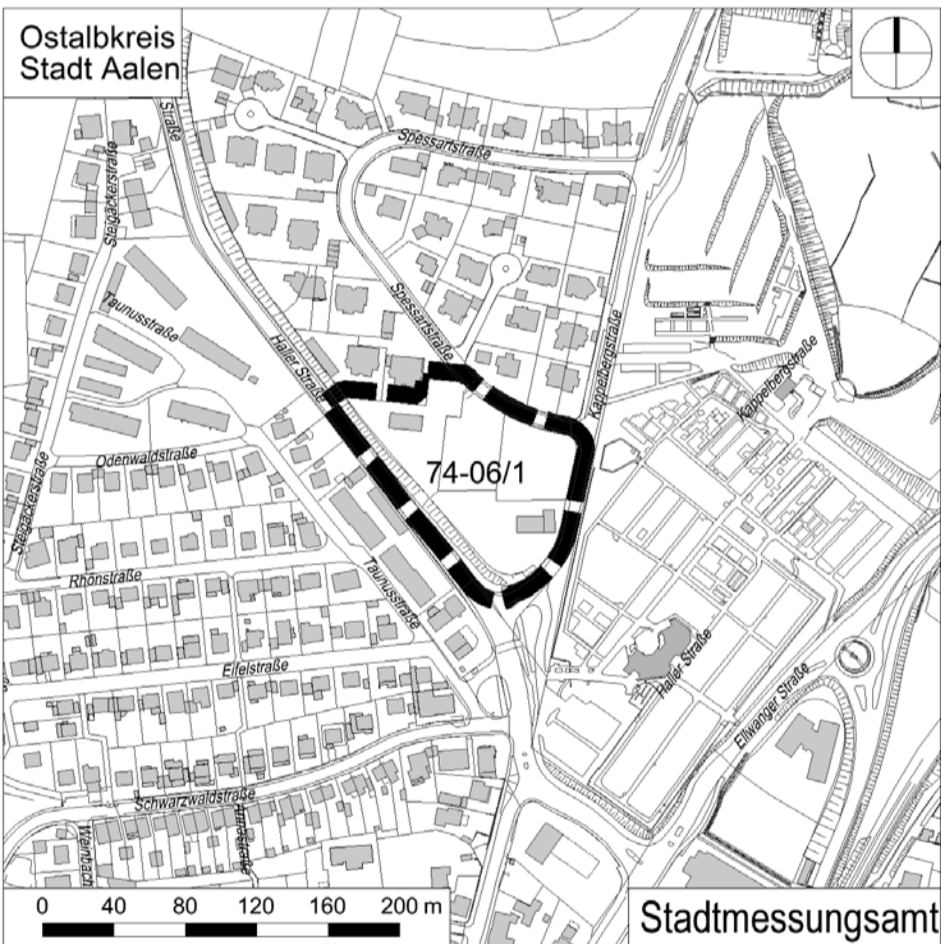 Ostalbkreis
Stadt Aalen
Straße
Spessartstraße
Steigäckerstraße
Taunusstraße
Spessartstraße
Haller Straße
Kappelbergstraße
Kappelbergstraße
74-06/1
Odenwaldstraße
Steigäckerstraße
Rhönstraße
Taunusstraße
Eifelstraße
Haller Straße
Ellwanger Straße
Schwarzwaldstraße
Weinbach
0 40 80 120 160 200 m
Stadtmessungsamt